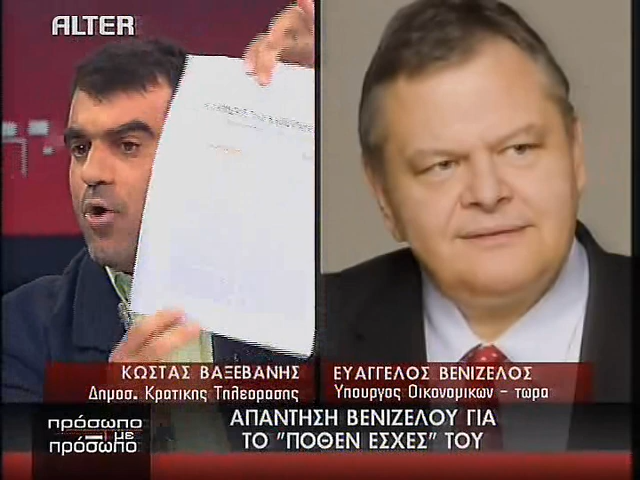 ALTER
ΚΩΣΤΑΣ ΒΑΞΕΒΑΝΗΣ
Δημοσ. Κρατικης Τηλεορασης
ΕΥΑΓΓΕΛΟΣ ΒΕΝΙΖΕΛΟΣ
Υπουργος Οικονομικων - τωρα
πρόσωπο
με
πρόσωπο
ΑΠΑΝΤΗΣΗ ΒΕΝΙΖΕΛΟΥ ΓΙΑ
ΤΟ "ΠΟΘΕΝ ΕΣΧΕΣ" ΤΟΥ